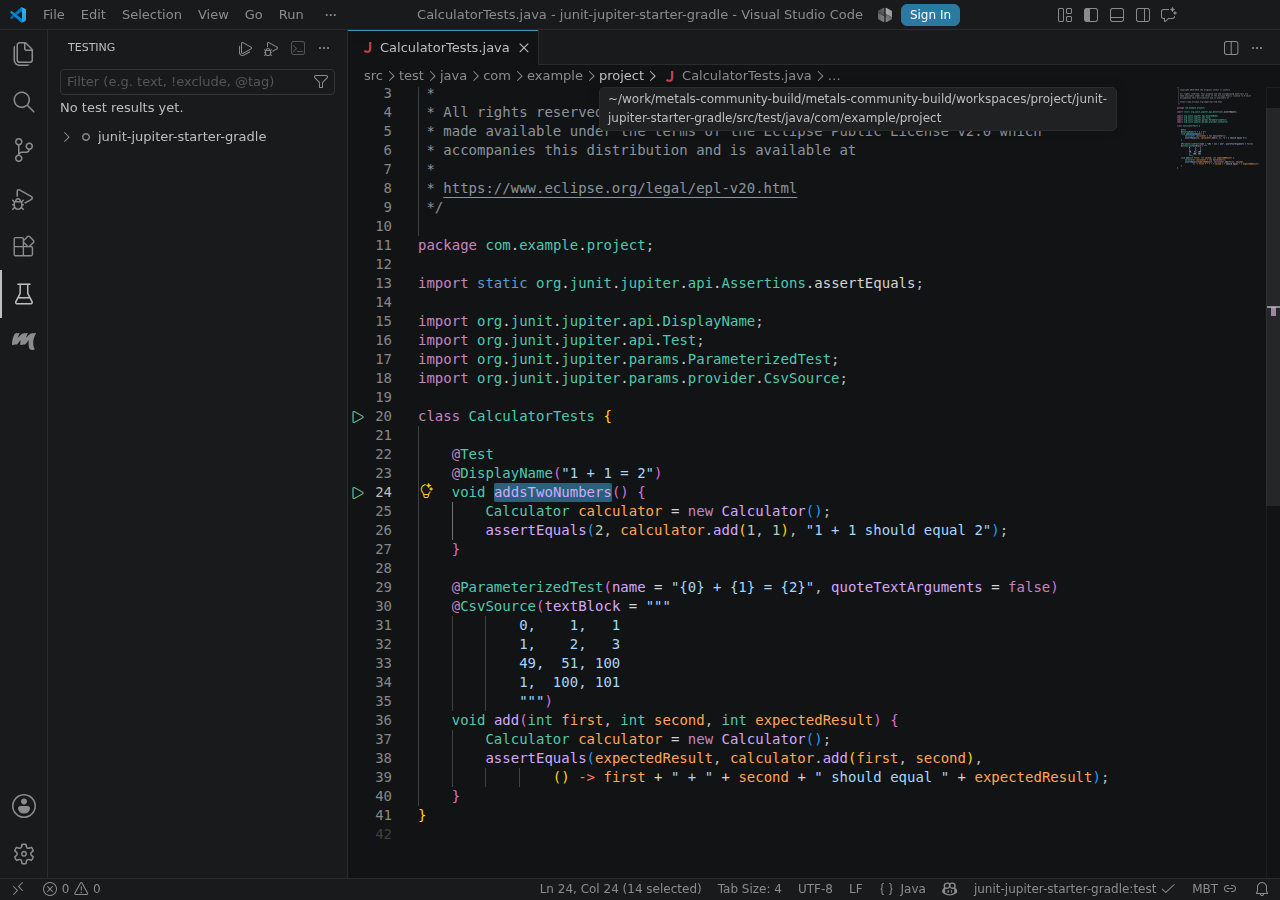 File Edit Selection View Go Run ··· CalculatorTests.java - junit-jupiter-starter-gradle - Visual Studio Code Sign In
TESTING
Filter (e.g. text, !exclude, @tag)
No test results yet.
junit-jupiter-starter-gradle
CalculatorTests.java
src > test > java > com > example > project > CalculatorTests.java > ...
~/work/metals-community-build/metals-community-build/workspaces/project/junit-
jupiter-starter-gradle/src/test/java/com/example/project
3 *
4 * All rights reserved
5 * made available under the terms of the Eclipse Public License v2.0 which
6 * accompanies this distribution and is available at
7 *
8 * https://www.eclipse.org/legal/epl-v20.html
9 */
10
11 package com.example.project;
12
13 import static org.junit.jupiter.api.Assertions.assertEquals;
14
15 import org.junit.jupiter.api.DisplayName;
16 import org.junit.jupiter.api.Test;
17 import org.junit.jupiter.params.ParameterizedTest;
18 import org.junit.jupiter.params.provider.CsvSource;
19
20 class CalculatorTests {
21
22 @Test
23 @DisplayName("1 + 1 = 2")
24 void addsTwoNumbers() {
25 Calculator calculator = new Calculator();
26 assertEquals(2, calculator.add(1, 1), "1 + 1 should equal 2");
27 }
28
29 @ParameterizedTest(name = "{0} + {1} = {2}", quoteTextArguments = false)
30 @CsvSource(textBlock = """
31 0, 1, 1
32 1, 2, 3
33 49, 51, 100
34 1, 100, 101
35 """)
36 void add(int first, int second, int expectedResult) {
37 Calculator calculator = new Calculator();
38 assertEquals(expectedResult, calculator.add(first, second),
39 () -> first + " + " + second + " should equal " + expectedResult);
40 }
41 }
42
0 0 Ln 24, Col 24 (14 selected) Tab Size: 4 UTF-8 LF { } Java junit-jupiter-starter-gradle:test MBT